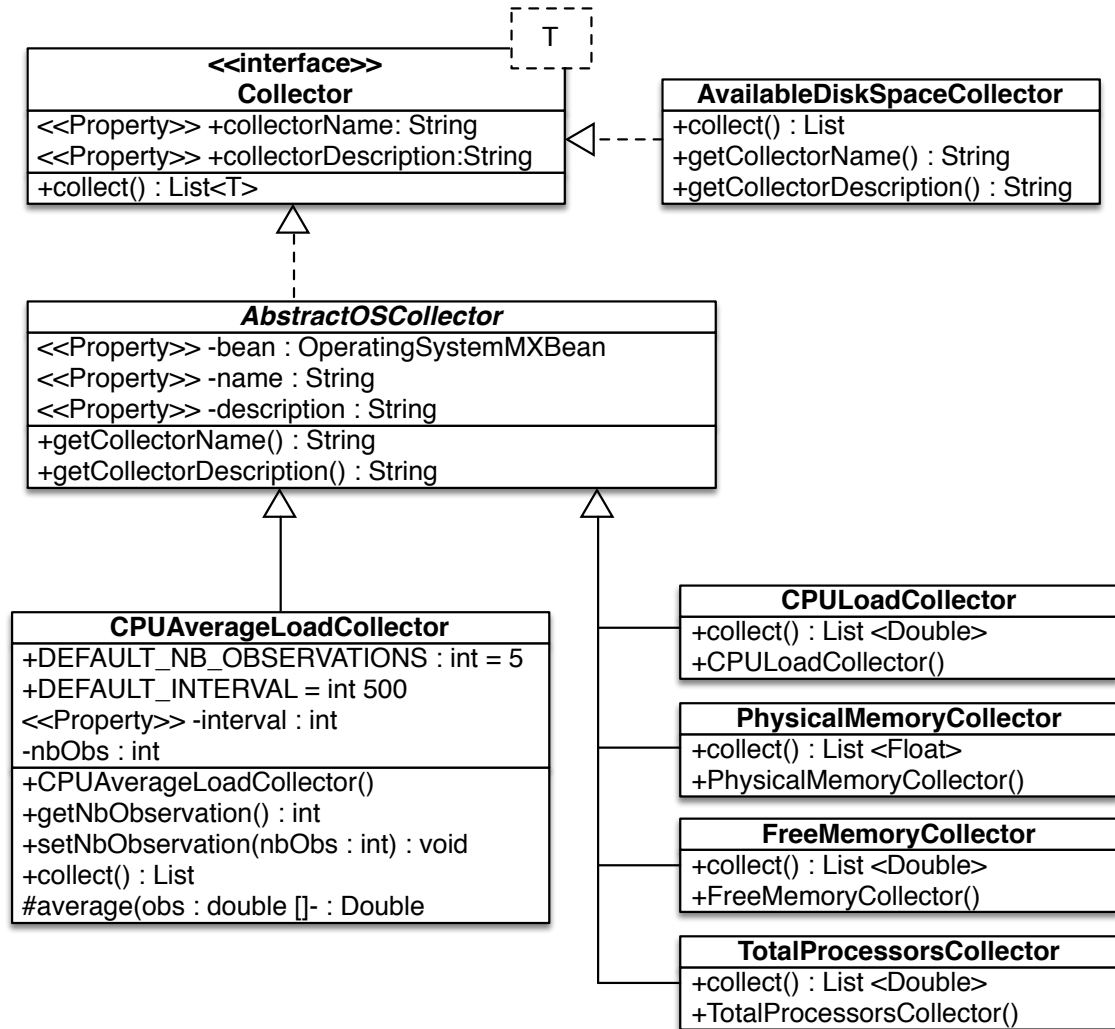 T
<<interface>>
Collector
<<Property>> +collectorName: String
<<Property>> +collectorDescription:String
+collect() : List<T>
AvailableDiskSpaceCollector
+collect() : List
+getCollectorName() : String
+getCollectorDescription() : String
AbstractOSCollector
<<Property>> -bean : OperatingSystemMXBean
<<Property>> -name : String
<<Property>> -description : String
+getCollectorName() : String
+getCollectorDescription() : String
CPUAverageLoadCollector
+DEFAULT_NB_OBSERVATIONS : int = 5
+DEFAULT_INTERVAL = int 500
<<Property>> -interval : int
-nbObs : int
+CPUAverageLoadCollector()
+getNbObservation() : int
+setNbObservation(nbObs : int) : void
+collect() : List
#average(obs : double []- : Double
CPULoadCollector
+collect() : List <Double>
+CPULoadCollector()
PhysicalMemoryCollector
+collect() : List <Float>
+PhysicalMemoryCollector()
FreeMemoryCollector
+collect() : List <Double>
+FreeMemoryCollector()
TotalProcessorsCollector
+collect() : List <Double>
+TotalProcessorsCollector()